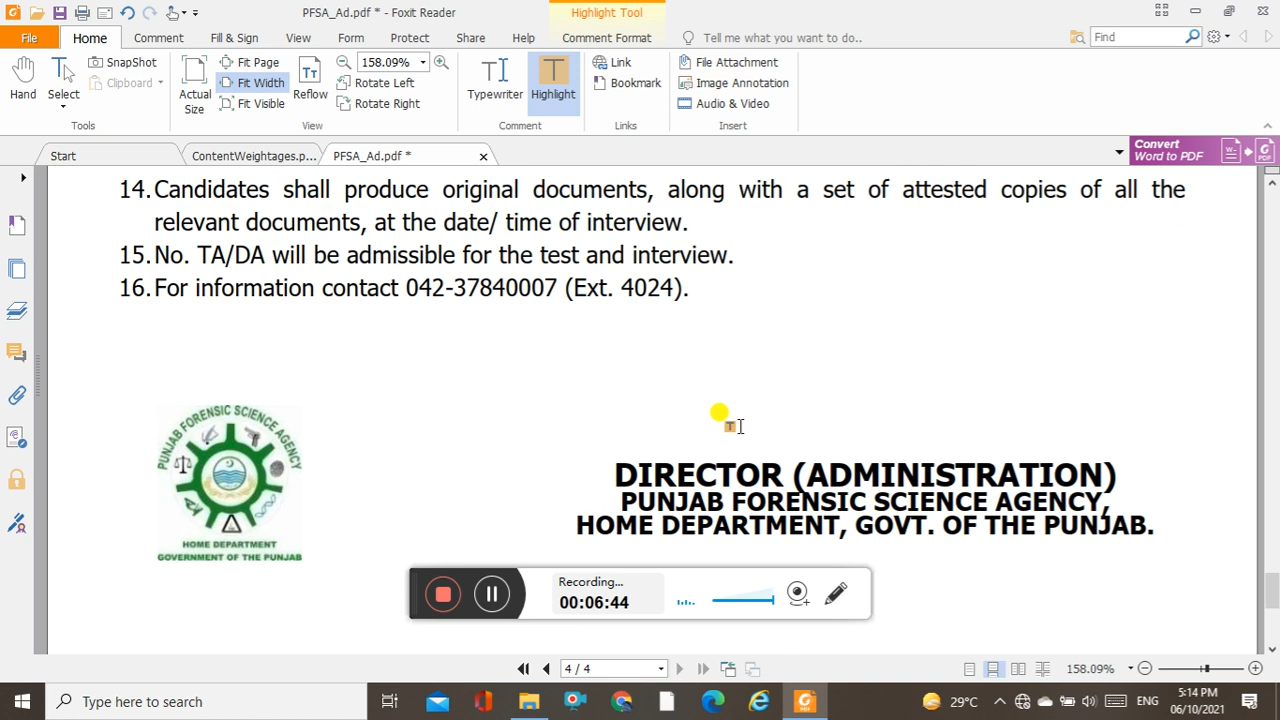 PFSA_Ad.pdf * - Foxit Reader
Highlight Tool
File Home Comment Fill & Sign View Form Protect Share Help Comment Format Tell me what you want to do.. Find
Hand
Select
SnapShot
Clipboard
Tools
Actual Size
Fit Page
Fit Width
Fit Visible
Reflow
158.09%
Rotate Left
Rotate Right
View
Typewriter
Highlight
Comment
Link
Bookmark
Links
File Attachment
Image Annotation
Audio & Video
Insert
Start
ContentWeightages.p...
PFSA_Ad.pdf *
Convert
Word to PDF
14. Candidates shall produce original documents, along with a set of attested copies of all the
relevant documents, at the date/ time of interview.
15. No. TA/DA will be admissible for the test and interview.
16. For information contact 042-37840007 (Ext. 4024).
PUNJAB FORENSIC SCIENCE AGENCY
HOME DEPARTMENT
GOVERNMENT OF THE PUNJAB
DIRECTOR (ADMINISTRATION)
PUNJAB FORENSIC SCIENCE AGENCY,
HOME DEPARTMENT, GOVT. OF THE PUNJAB.
Recording...
00:06:44
4 / 4
158.09%
Type here to search
29°C
ENG
5:14 PM
06/10/2021